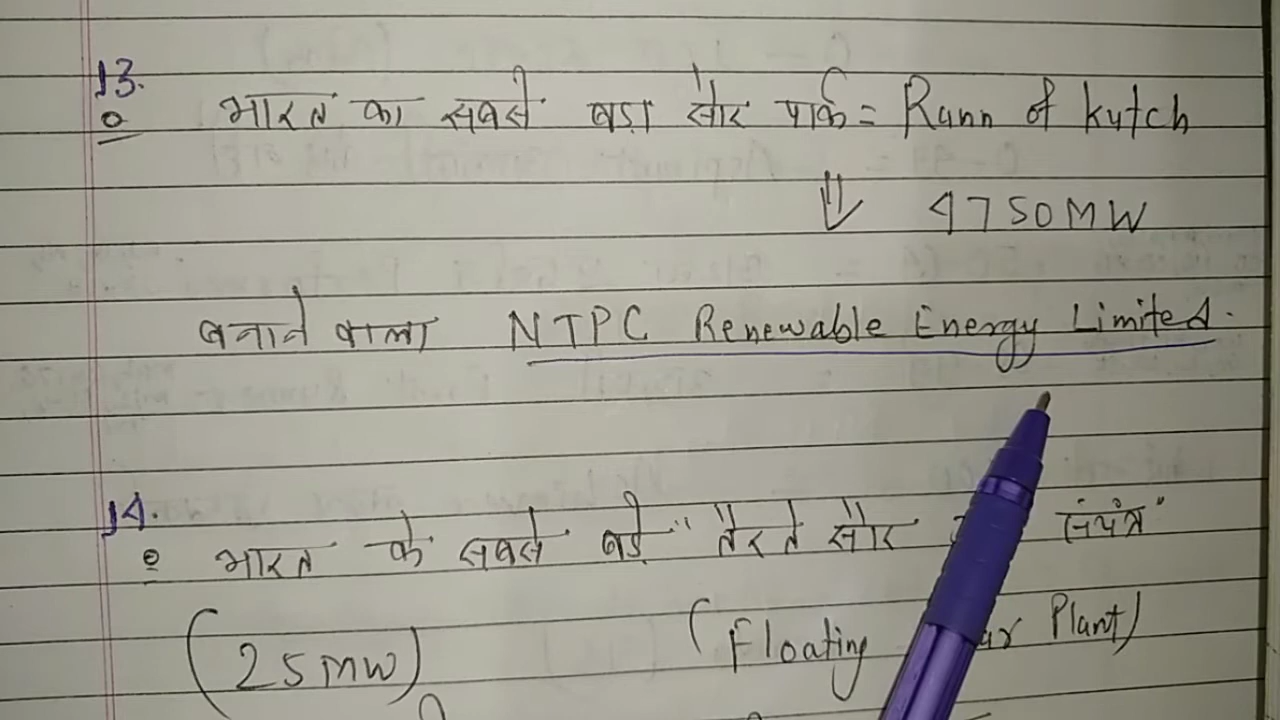 13. भारत का सबसे बड़ा सौर पार्क = Rann of kutch
⇓ 4750MW
बनाने वाला NTPC Renewable Energy Limited.
14. भारत के सबसे बड़े "तैरते सौर संयंत्र"
(25MW) (Floating Plant)